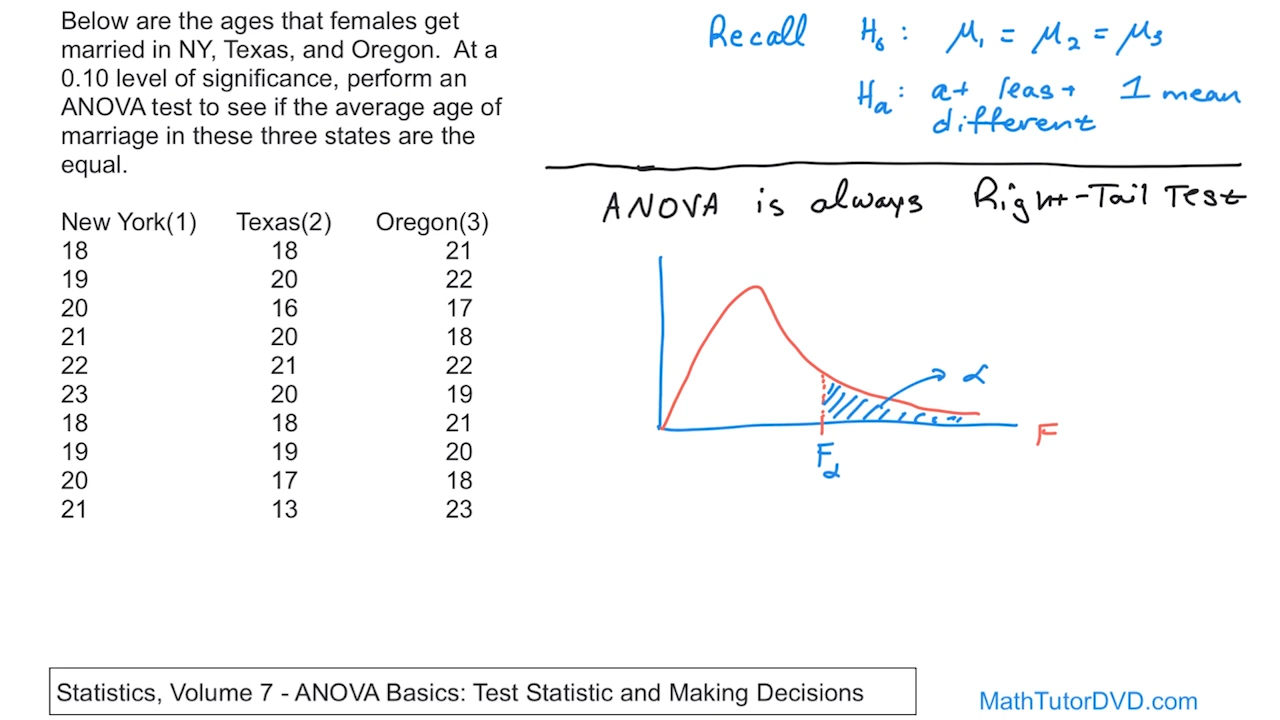 Below are the ages that females get
married in NY, Texas, and Oregon. At a
0.10 level of significance, perform an
ANOVA test to see if the average age of
marriage in these three states are the
equal.
New York(1) Texas(2) Oregon(3)
18 18 21
19 20 22
20 16 17
21 20 18
22 21 22
23 20 19
18 18 21
19 19 20
20 17 18
21 13 23
Recall H₀: μ₁ = μ₂ = μ₃
Hₐ: at least 1 mean
different
ANOVA is always Right-Tail Test
α
F
Fα
Statistics, Volume 7 - ANOVA Basics: Test Statistic and Making Decisions
MathTutorDVD.com